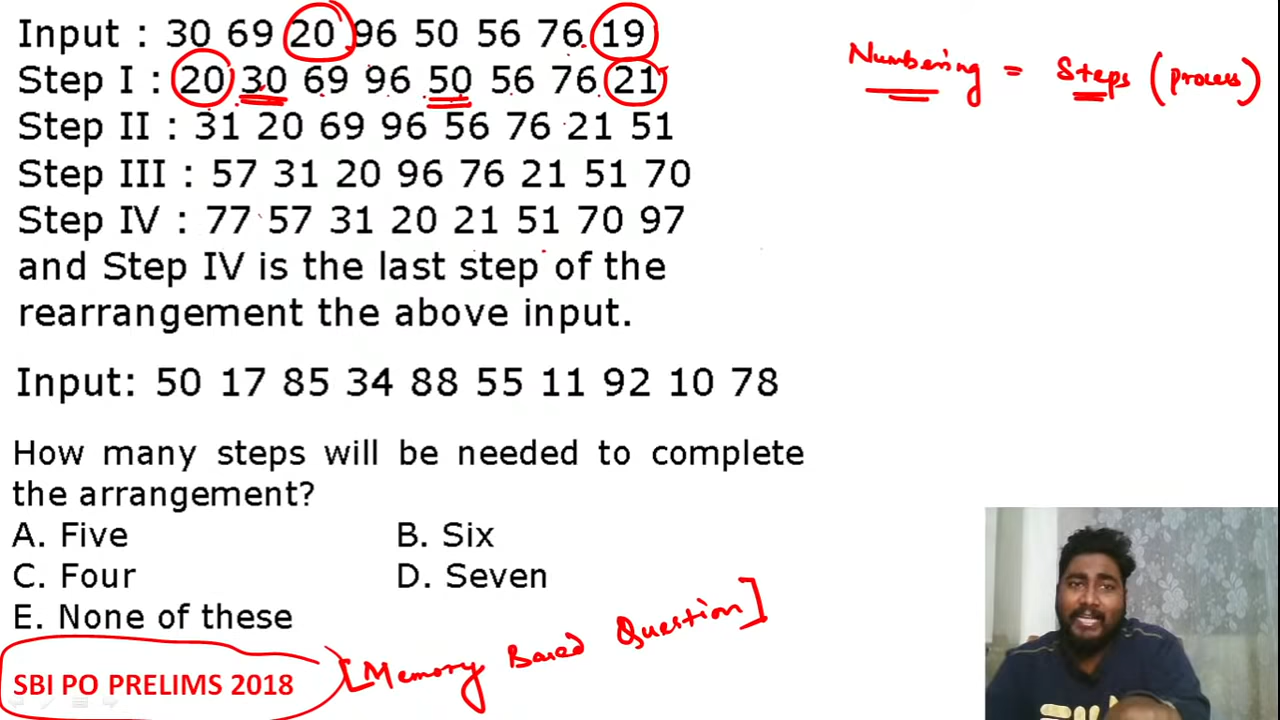 Input : 30 69 20 96 50 56 76 19
Step I : 20 30 69 96 50 56 76 21
Step II : 31 20 69 96 56 76 21 51
Step III : 57 31 20 96 76 21 51 70
Step IV : 77 57 31 20 21 51 70 97
and Step IV is the last step of the
rearrangement the above input.
Numbering = Steps (process)
Input: 50 17 85 34 88 55 11 92 10 78
How many steps will be needed to complete
the arrangement?
A. Five B. Six
C. Four D. Seven
E. None of these
SBI PO PRELIMS 2018
[Memory Based Question]
FILA